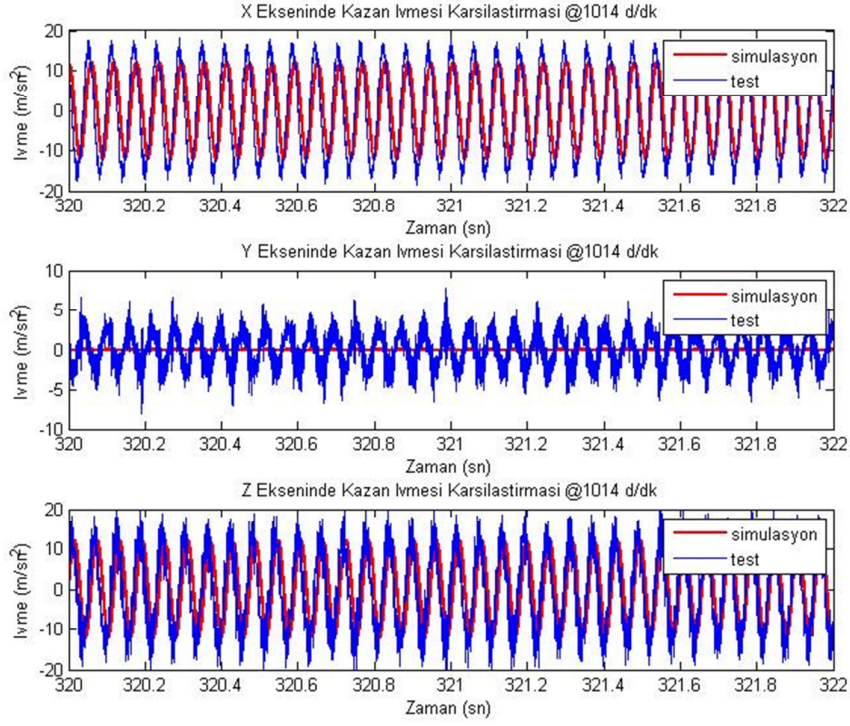 X Ekseninde Kazan Ivmesi Karsilastirmasi @1014 d/dk
Ivme (m/sn²)
20
10
0
-10
-20
simulasyon
test
320 320.2 320.4 320.6 320.8 321 321.2 321.4 321.6 321.8 322
Zaman (sn)
Y Ekseninde Kazan Ivmesi Karsilastirmasi @1014 d/dk
Ivme (m/sn²)
10
5
0
-5
-10
simulasyon
test
320 320.2 320.4 320.6 320.8 321 321.2 321.4 321.6 321.8 322
Zaman (sn)
Z Ekseninde Kazan Ivmesi Karsilastirmasi @1014 d/dk
Ivme (m/sn²)
20
10
0
-10
-20
simulasyon
test
320 320.2 320.4 320.6 320.8 321 321.2 321.4 321.6 321.8 322
Zaman (sn)